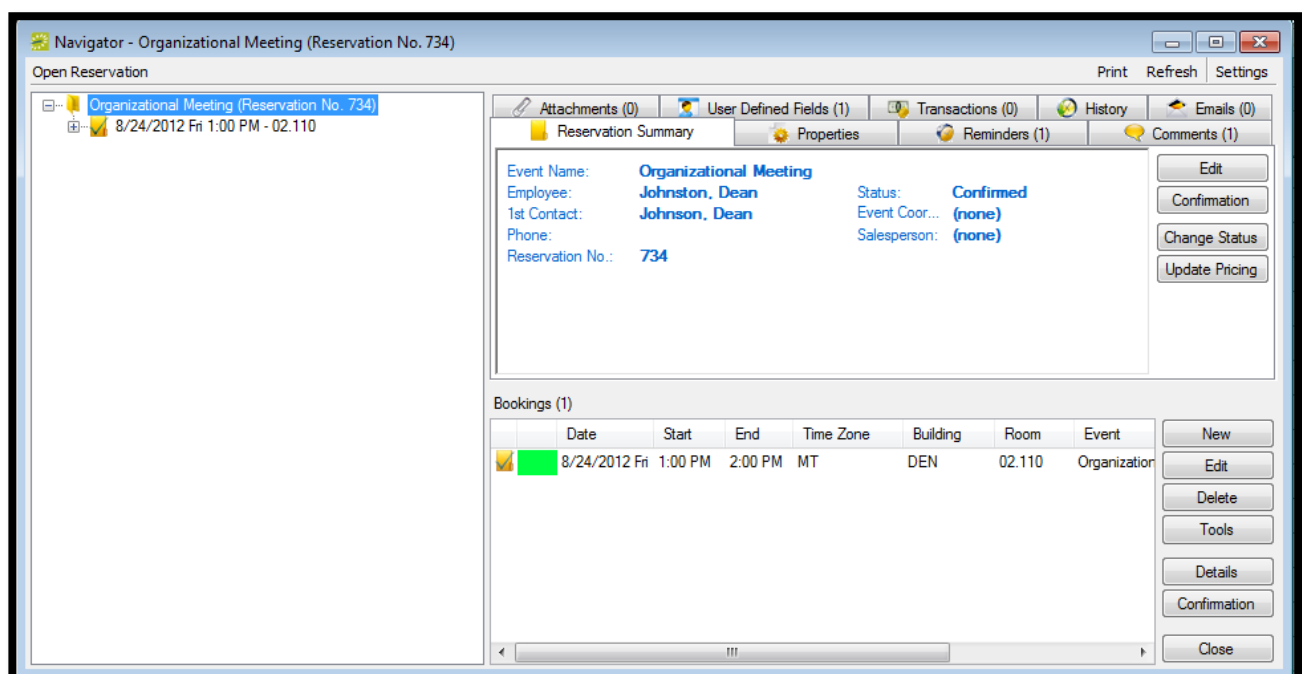 Navigator - Organizational Meeting (Reservation No. 734)
Open Reservation Print Refresh Settings
Organizational Meeting (Reservation No. 734)
8/24/2012 Fri 1:00 PM - 02.110
Attachments (0) User Defined Fields (1) Transactions (0) History Emails (0)
Reservation Summary Properties Reminders (1) Comments (1)
Event Name: Organizational Meeting
Employee: Johnston, Dean Status: Confirmed
1st Contact: Johnson, Dean Event Coor... (none)
Phone: Salesperson: (none)
Reservation No.: 734
Edit
Confirmation
Change Status
Update Pricing
Bookings (1)
Date Start End Time Zone Building Room Event
8/24/2012 Fri 1:00 PM 2:00 PM MT DEN 02.110 Organization
New
Edit
Delete
Tools
Details
Confirmation
Close